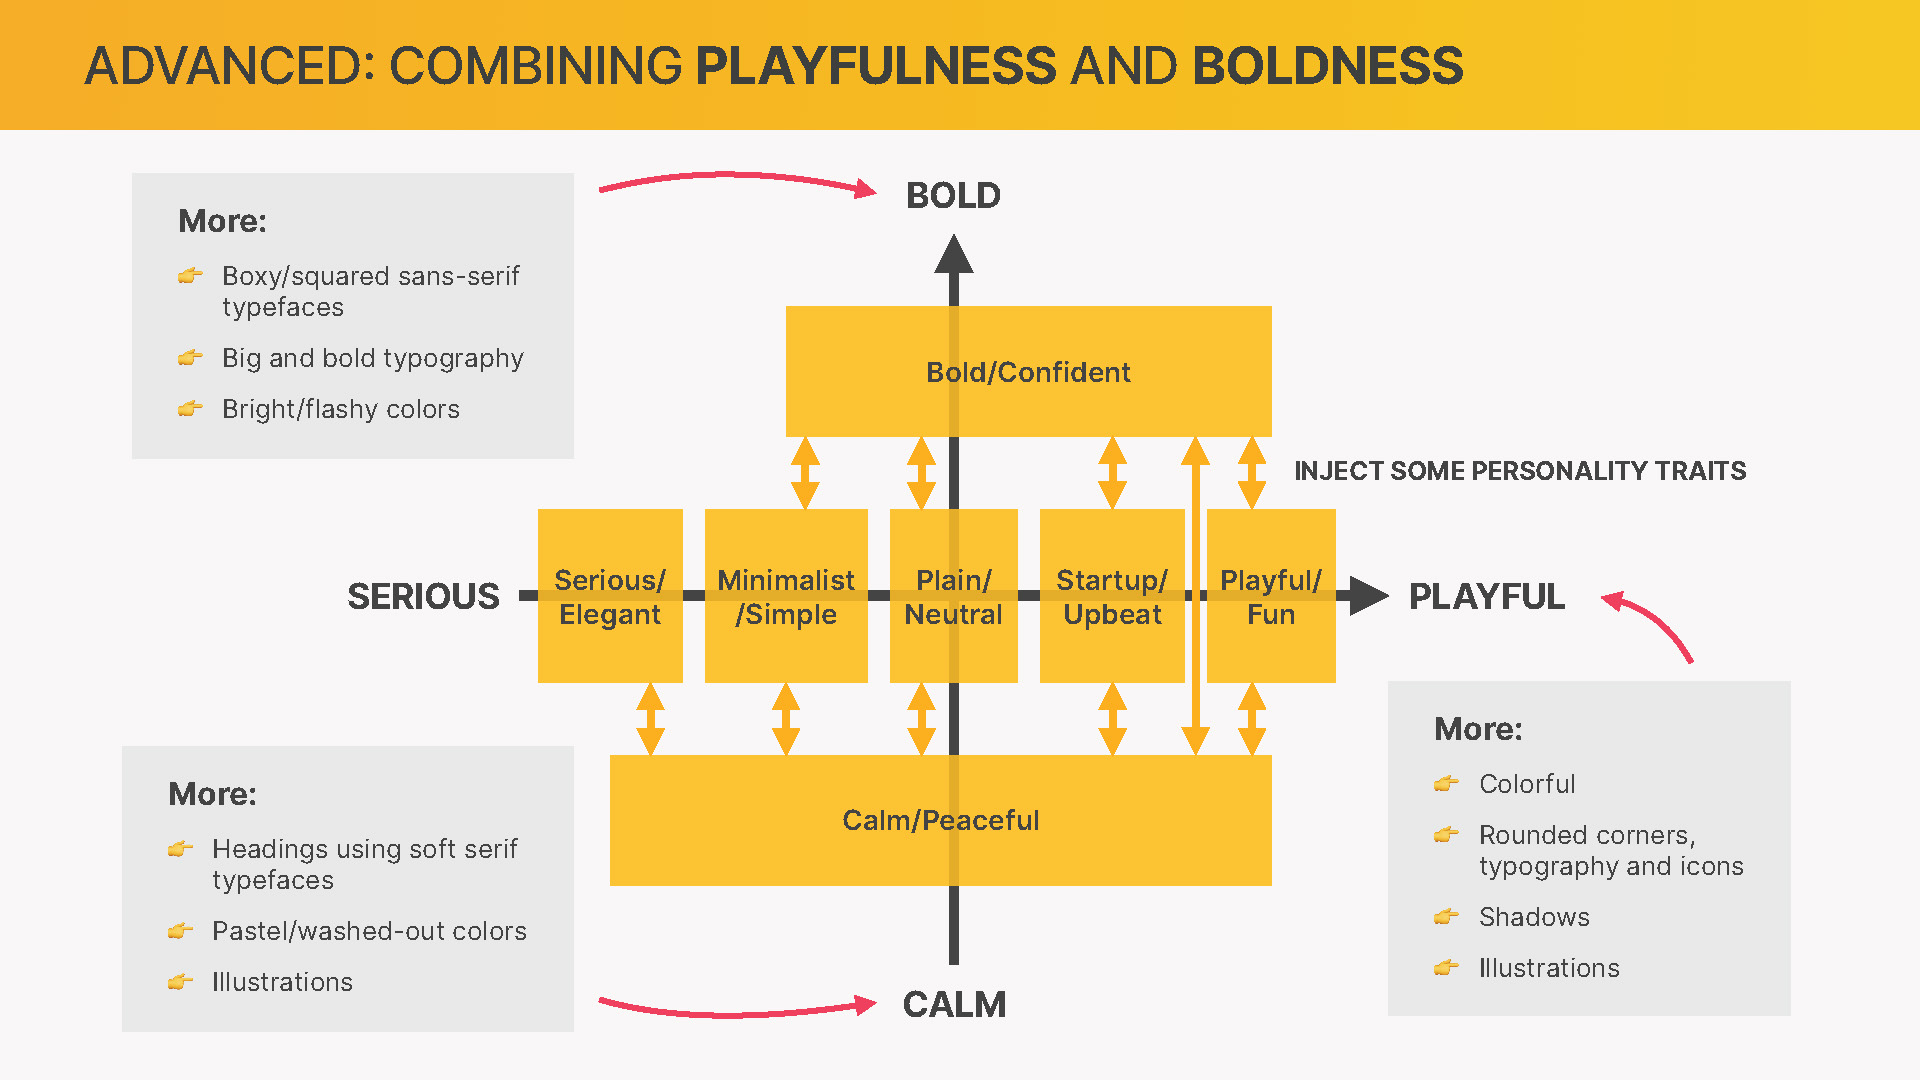 ADVANCED: COMBINING PLAYFULNESS AND BOLDNESS
More:
Boxy/squared sans-serif
typefaces
Big and bold typography
Bright/flashy colors
BOLD
Bold/Confident
INJECT SOME PERSONALITY TRAITS
SERIOUS
Serious/
Elegant
Minimalist
/Simple
Plain/
Neutral
Startup/
Upbeat
Playful/
Fun
PLAYFUL
Calm/Peaceful
More:
Headings using soft serif
typefaces
Pastel/washed-out colors
Illustrations
CALM
More:
Colorful
Rounded corners,
typography and icons
Shadows
Illustrations